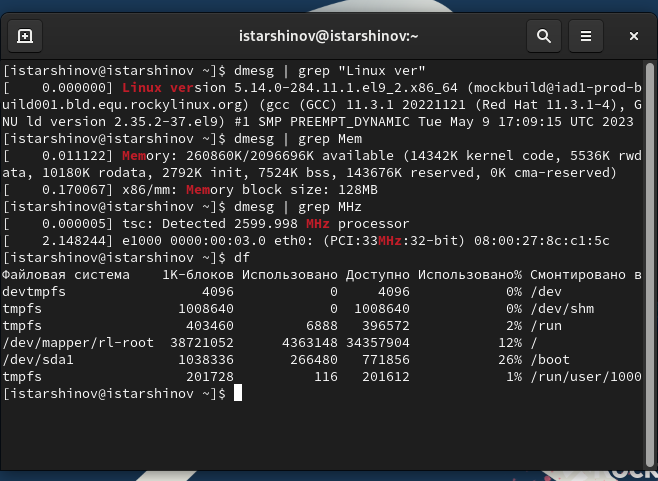 istarshinov@istarshinov:~
[istarshinov@istarshinov ~]$ dmesg | grep "Linux ver"
[    0.000000] Linux version 5.14.0-284.11.1.el9_2.x86_64 (mockbuild@iad1-prod-b
uild001.bld.equ.rockylinux.org) (gcc (GCC) 11.3.1 20221121 (Red Hat 11.3.1-4), G
NU ld version 2.35.2-37.el9) #1 SMP PREEMPT_DYNAMIC Tue May 9 17:09:15 UTC 2023
[istarshinov@istarshinov ~]$ dmesg | grep Mem
[    0.011122] Memory: 260860K/2096696K available (14342K kernel code, 5536K rwd
ata, 10180K rodata, 2792K init, 7524K bss, 143676K reserved, 0K cma-reserved)
[    0.170067] x86/mm: Memory block size: 128MB
[istarshinov@istarshinov ~]$ dmesg | grep MHz
[    0.000005] tsc: Detected 2599.998 MHz processor
[    2.148244] e1000 0000:00:03.0 eth0: (PCI:33MHz:32-bit) 08:00:27:8c:c1:5c
[istarshinov@istarshinov ~]$ df
Файловая система    1K-блоков Использовано Доступно Использовано% Смонтировано в
devtmpfs                 4096            0     4096            0% /dev
tmpfs                 1008640            0  1008640            0% /dev/shm
tmpfs                  403460         6888   396572            2% /run
/dev/mapper/rl-root  38721052      4363148 34357904           12% /
/dev/sda1             1038336       266480   771856           26% /boot
tmpfs                  201728          116   201612            1% /run/user/1000
[istarshinov@istarshinov ~]$